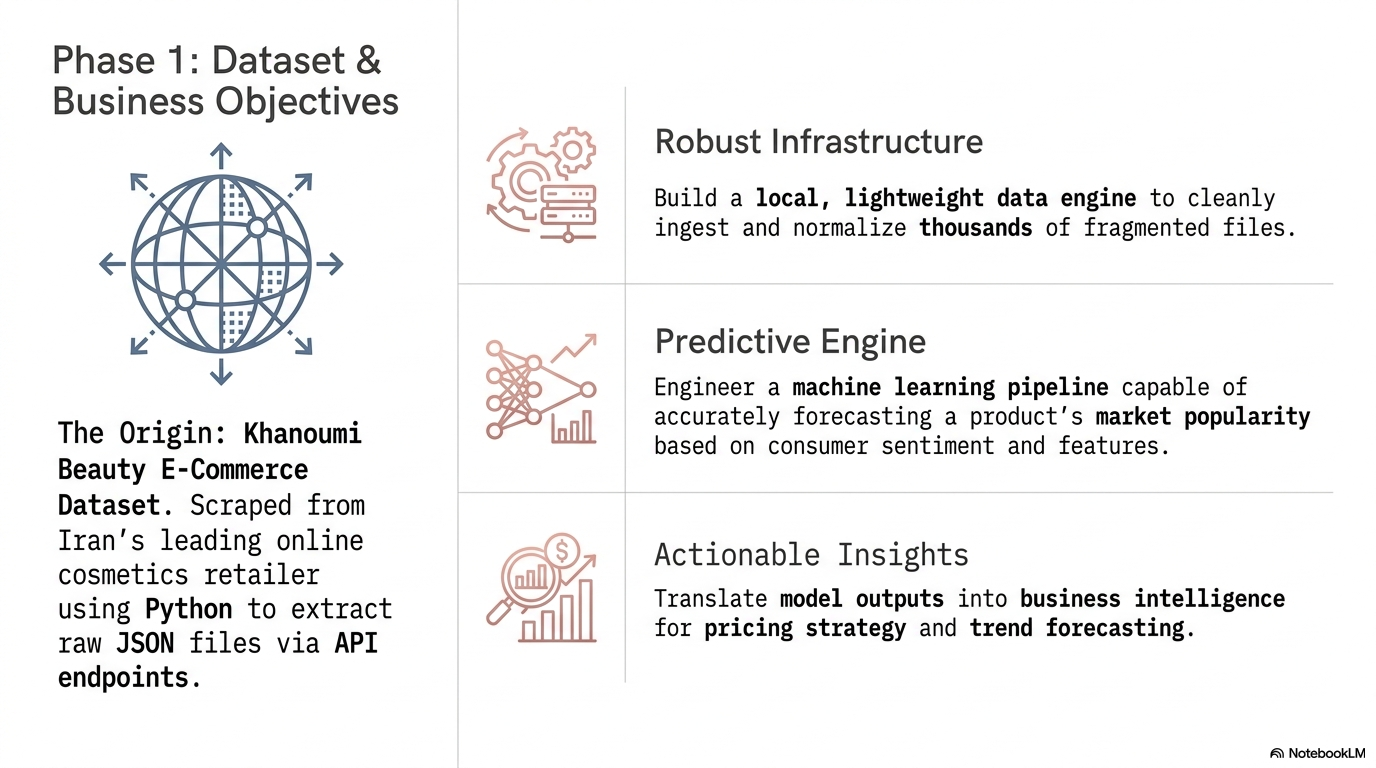 Phase 1: Dataset &
Business Objectives
The Origin: Khanoumi
Beauty E-Commerce
Dataset. Scraped from
Iran’s leading online
cosmetics retailer
using Python to extract
raw JSON files via API
endpoints.
Robust Infrastructure
Build a local, lightweight data engine to cleanly
ingest and normalize thousands of fragmented files.
Predictive Engine
Engineer a machine learning pipeline capable of
accurately forecasting a product’s market popularity
based on consumer sentiment and features.
$
Actionable Insights
Translate model outputs into business intelligence
for pricing strategy and trend forecasting.
NotebookLM